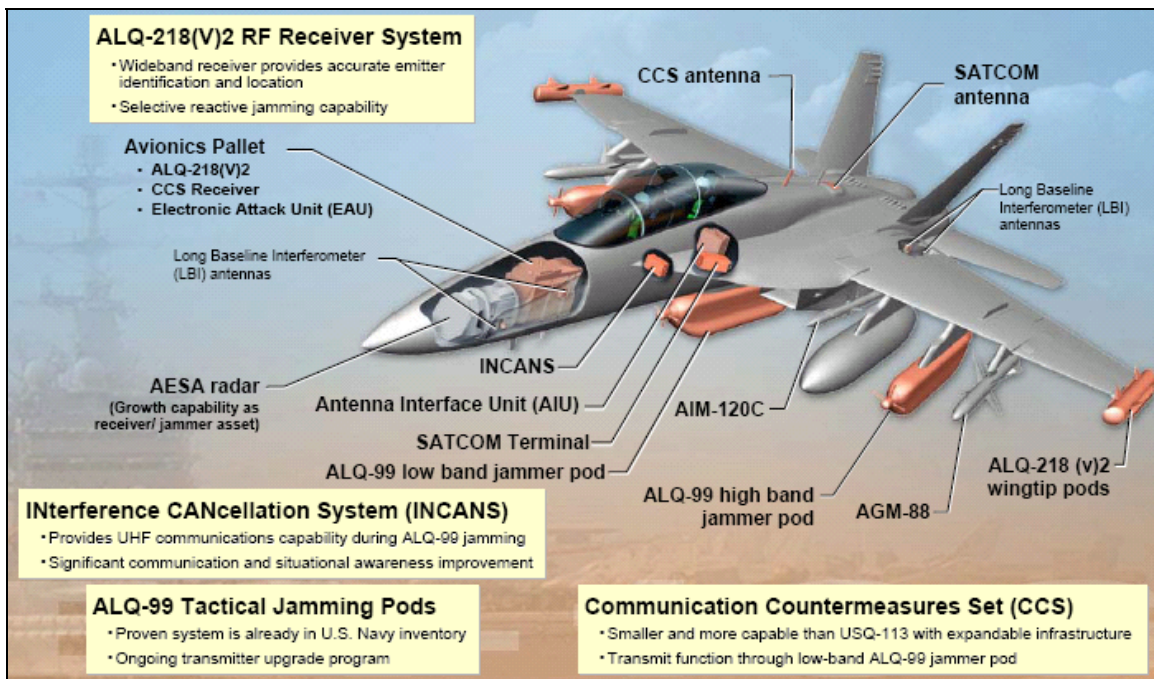 ALQ-218(V)2 RF Receiver System
• Wideband receiver provides accurate emitter
identification and location
• Selective reactive jamming capability
CCS antenna
SATCOM
antenna
Avionics Pallet
• ALQ-218(V)2
• CCS Receiver
• Electronic Attack Unit (EAU)
Long Baseline
Interferometer (LBI)
antennas
Long Baseline Interferometer
(LBI) antennas
AESA radar
(Growth capability as
receiver/ jammer asset)
INCANS
Antenna Interface Unit (AIU)
SATCOM Terminal
ALQ-99 low band jammer pod
AIM-120C
ALQ-99 high band
jammer pod
AGM-88
ALQ-218 (v)2
wingtip pods
INterference CANcellation System (INCANS)
• Provides UHF communications capability during ALQ-99 jamming
• Significant communication and situational awareness improvement
ALQ-99 Tactical Jamming Pods
• Proven system is already in U.S. Navy inventory
• Ongoing transmitter upgrade program
Communication Countermeasures Set (CCS)
• Smaller and more capable than USQ-113 with expandable infrastructure
• Transmit function through low-band ALQ-99 jammer pod